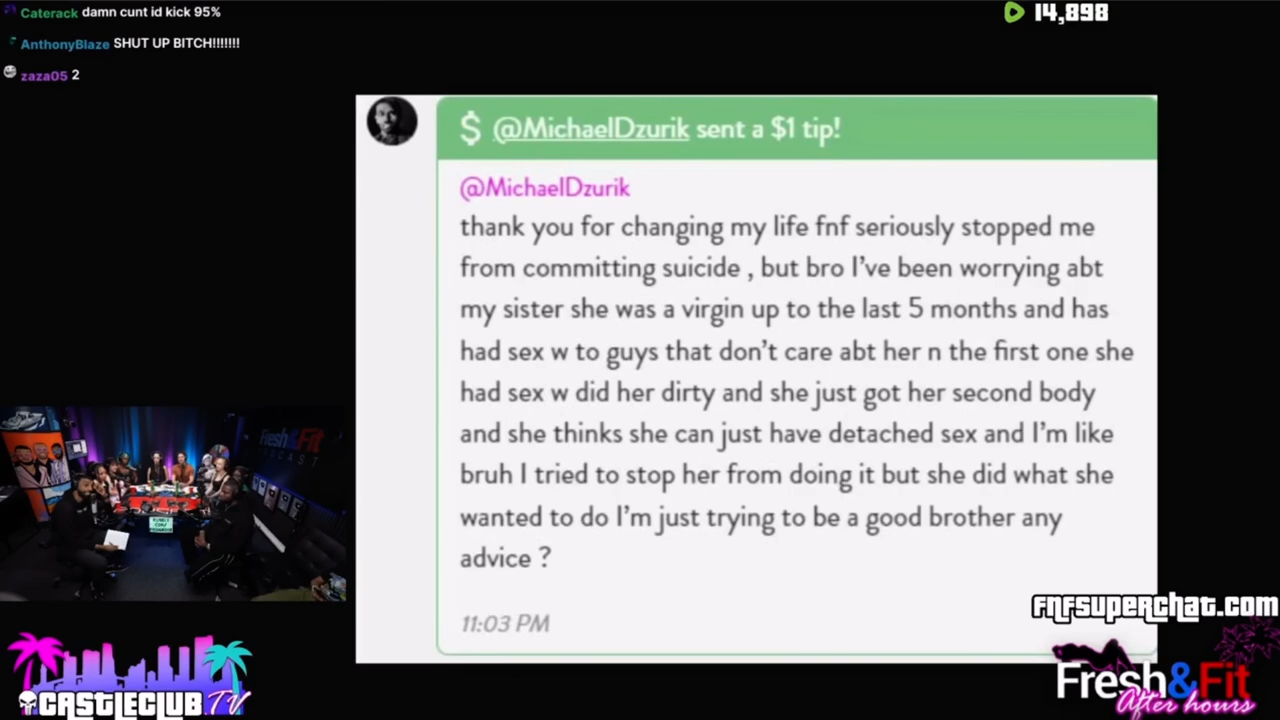 Caterack damn cunt id kick 95%
AnthonyBlaze SHUT UP BITCH!!!!!!!
zaza05 2
14,898
$ @MichaelDzurik sent a $1 tip!
@MichaelDzurik
thank you for changing my life fnf seriously stopped me
from committing suicide , but bro I've been worrying abt
my sister she was a virgin up to the last 5 months and has
had sex w to guys that don't care abt her n the first one she
had sex w did her dirty and she just got her second body
and she thinks she can just have detached sex and I'm like
bruh I tried to stop her from doing it but she did what she
wanted to do I'm just trying to be a good brother any
advice ?
11:03 PM
Fresh&Fit
PODCAST
FNFSUPERCHAT.COM
CASTLECLUB TV
Fresh&Fit
After hours